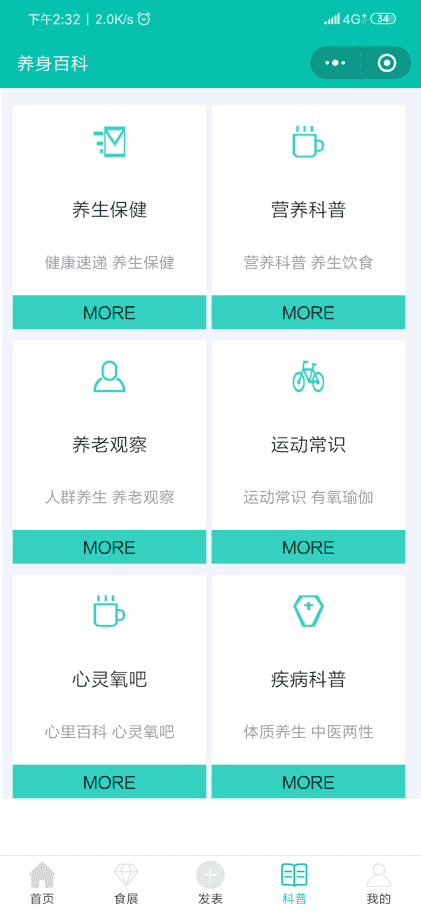 下午2:32 | 2.0K/s
4G 34
养身百科
养生保健 营养科普
健康速递 养生保健 营养科普 养生饮食
MORE MORE
养老观察 运动常识
人群养生 养老观察 运动常识 有氧瑜伽
MORE MORE
心灵氧吧 疾病科普
心里百科 心灵氧吧 体质养生 中医两性
MORE MORE
首页 食展 发表 科普 我的